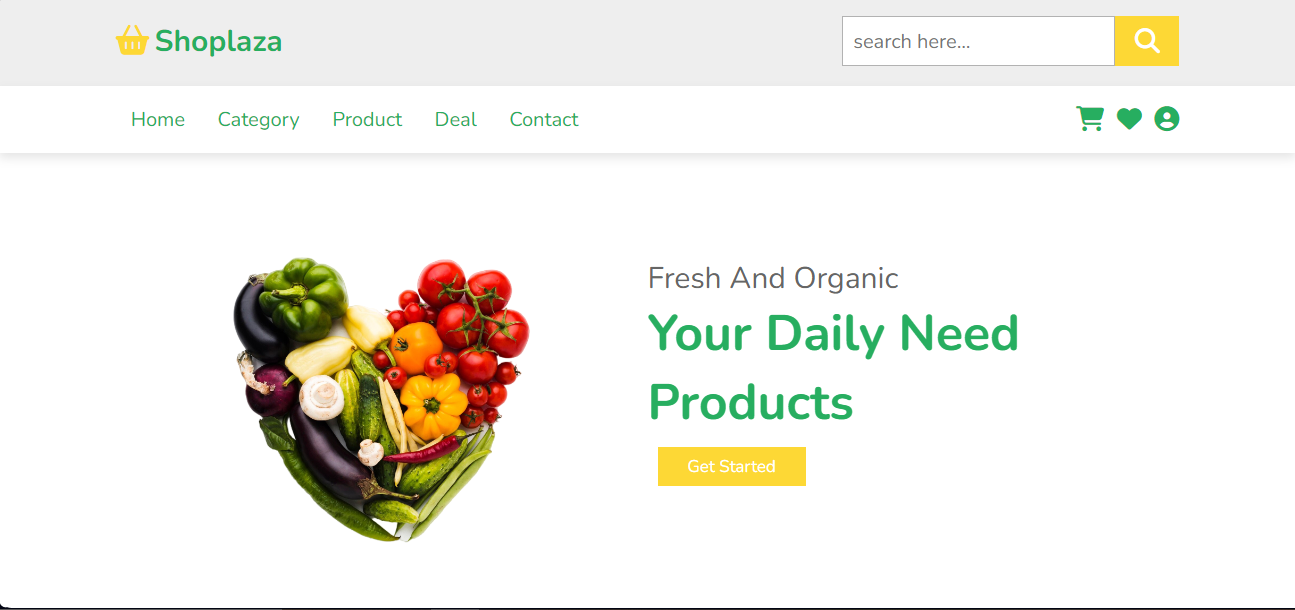 Shoplaza
search here...
Home Category Product Deal Contact
Fresh And Organic
Your Daily Need
Products
Get Started